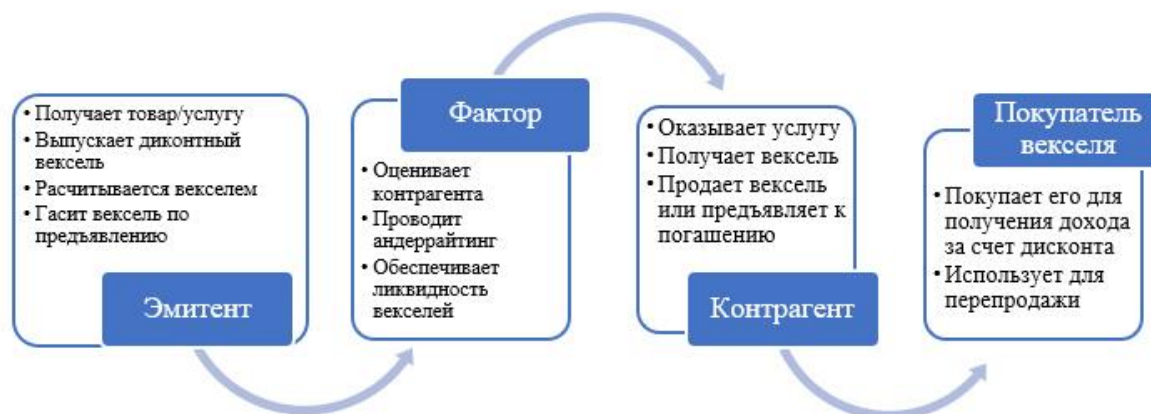 • Получает товар/услугу
• Выпускает диконтный
вексель
• Расчитывается векселем
• Гасит вексель по
предъявлению
Эмитент
Фактор
• Оценивает
контрагента
• Проводит
андеррайтинг
• Обеспечивает
ликвидность
векселей
• Оказывает услугу
• Получает вексель
• Продает вексель
или предъявляет к
погашению
Контрагент
Покупатель
векселя
• Покупает его для
получения дохода
за счет дисконта
• Использует для
перепродажи